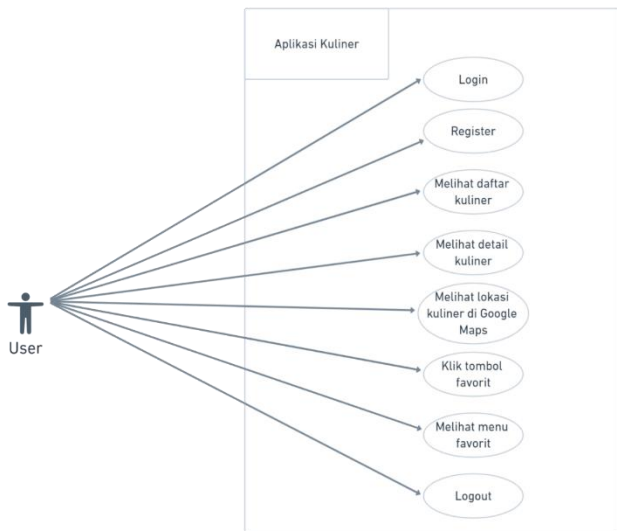 Aplikasi Kuliner
Login
Register
Melihat daftar
kuliner
Melihat detail
kuliner
Melihat lokasi
kuliner di Google
Maps
User
Klik tombol
favorit
Melihat menu
favorit
Logout